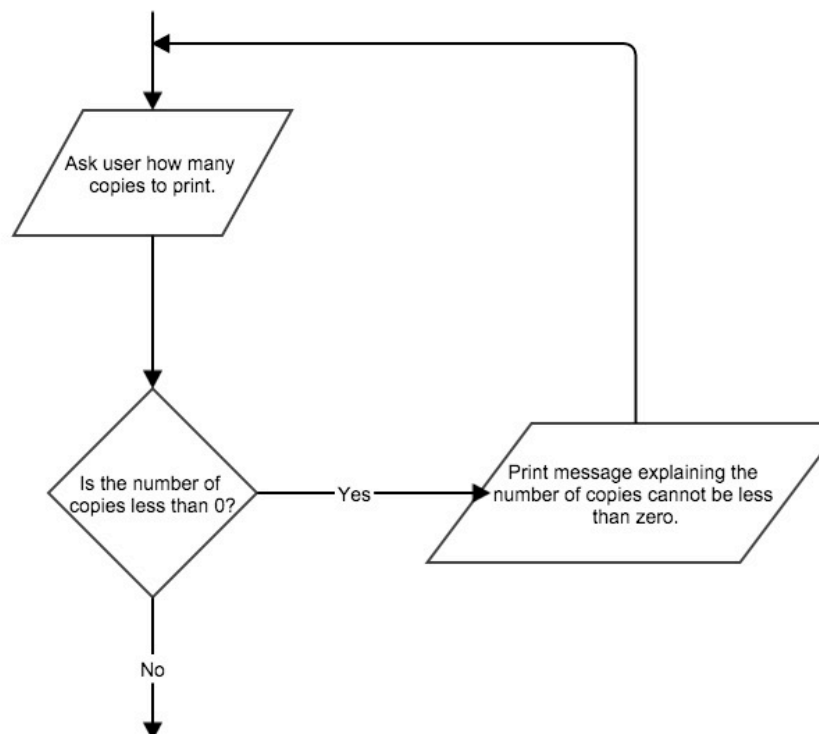 Ask user how many
copies to print.
Is the number of
copies less than 0?
Yes
Print message explaining the
number of copies cannot be less
than zero.
No